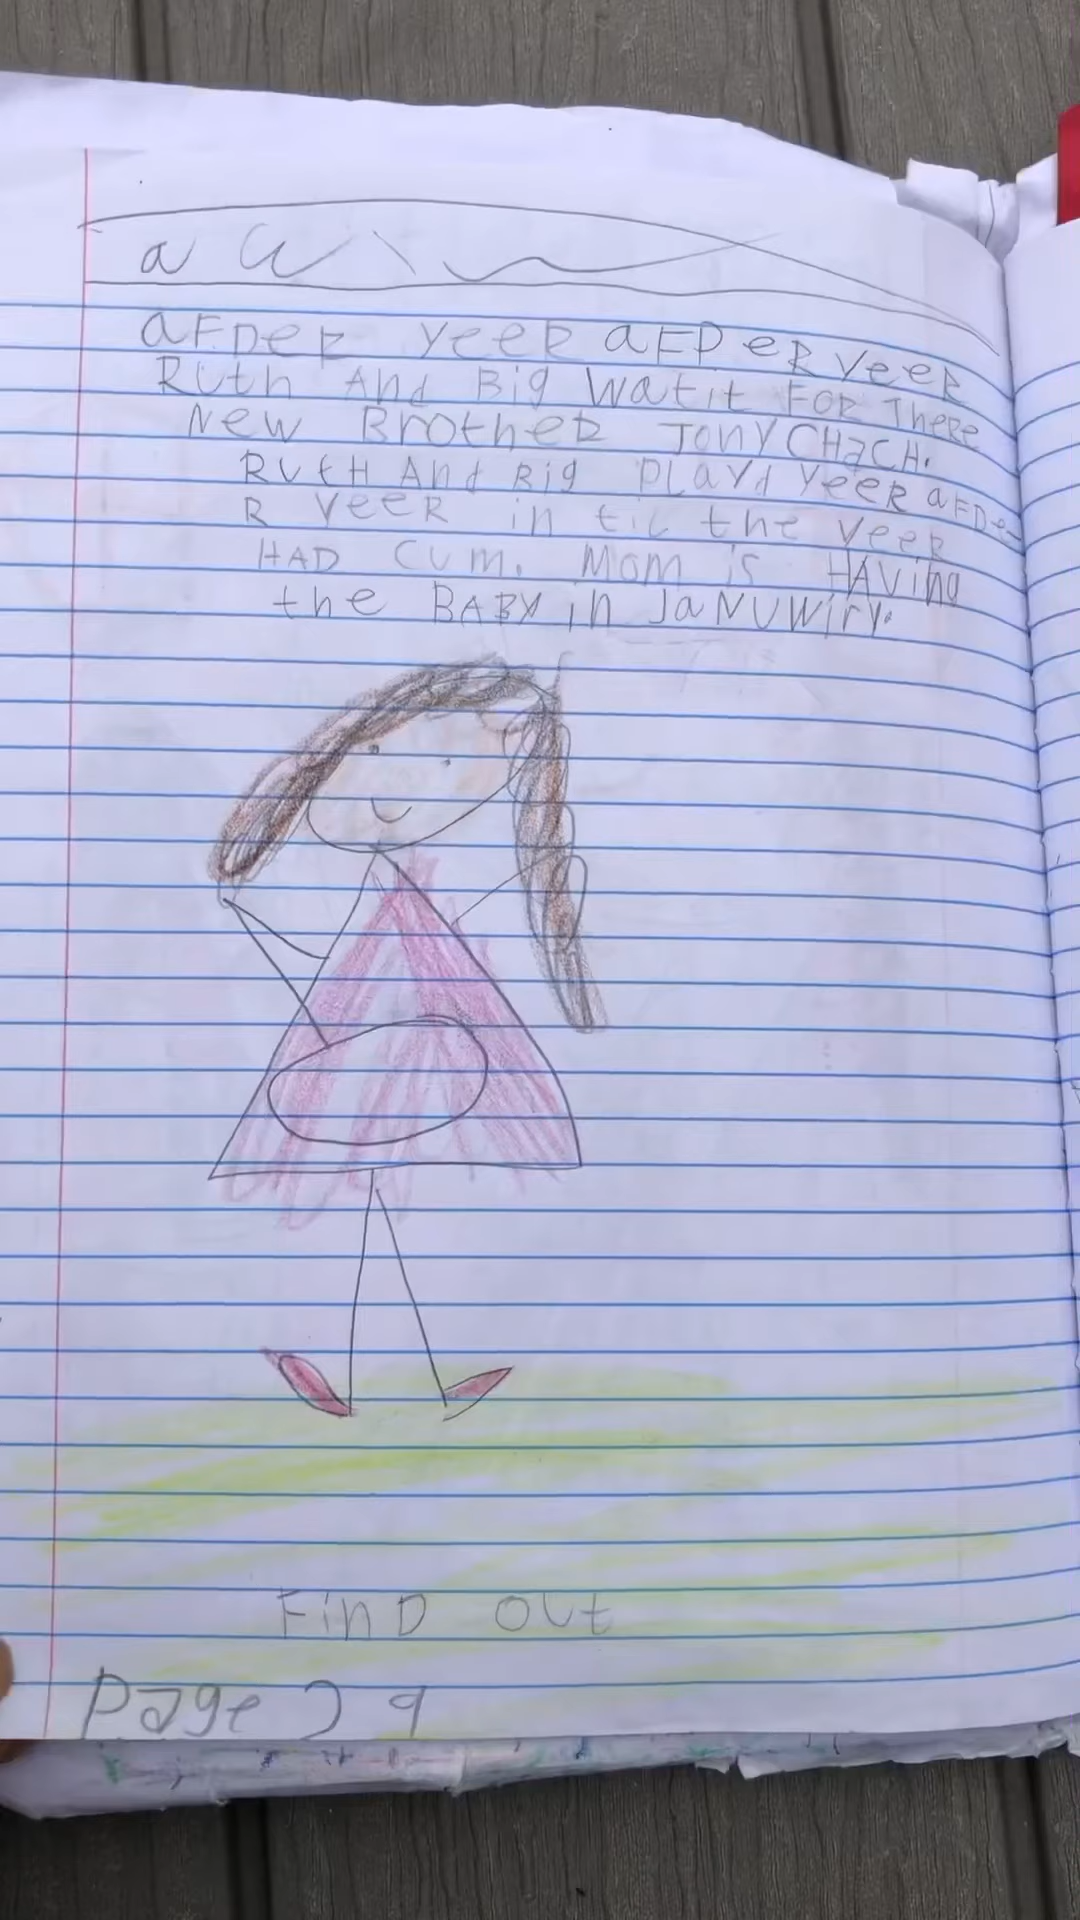 a
aFDer yeer aFDer yeer
Ruth And Big Watit For There
New Brother TonyCHaCH.
RutH And Big PLayd yeer aFDe
R yeer in til the yeer
HAD Cum. Mom is HAVing
the BABY in JaNuWiry.
FinD Out
Page 29